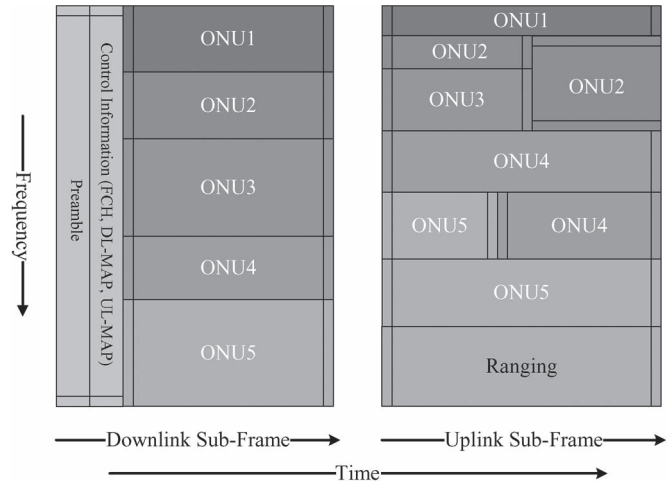 Frequency
Preamble
Control Information (FCH, DL-MAP, UL-MAP)
ONU1
ONU2
ONU3
ONU4
ONU5
Downlink Sub-Frame
ONU1
ONU2
ONU2
ONU3
ONU4
ONU5
ONU4
ONU5
Ranging
Uplink Sub-Frame
Time